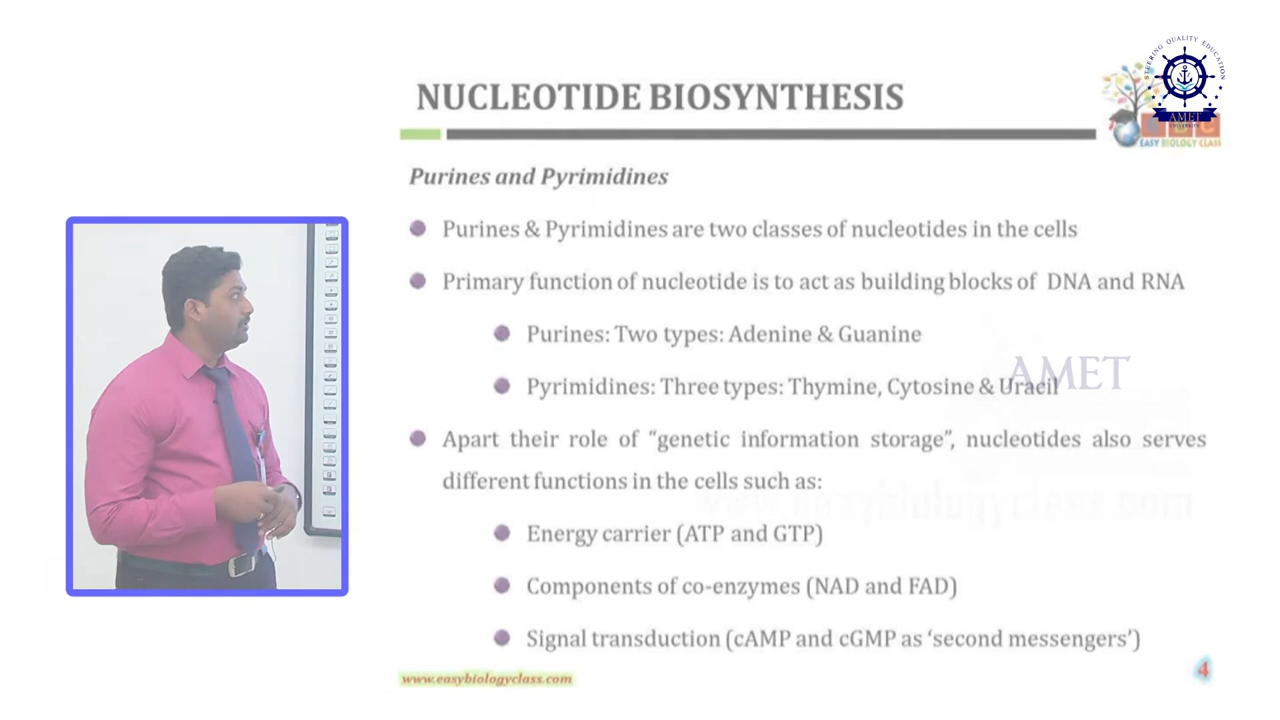 NUCLEOTIDE BIOSYNTHESIS
STEERING QUALITY EDUCATION
AMET
UNIVERSITY
EASY BIOLOGY CLASS
Purines and Pyrimidines
Purines & Pyrimidines are two classes of nucleotides in the cells
Primary function of nucleotide is to act as building blocks of DNA and RNA
Purines: Two types: Adenine & Guanine
Pyrimidines: Three types: Thymine, Cytosine & Uracil
AMET
Apart their role of “genetic information storage”, nucleotides also serves
different functions in the cells such as:
www.easybiologyclass.com
Energy carrier (ATP and GTP)
Components of co-enzymes (NAD and FAD)
Signal transduction (cAMP and cGMP as ‘second messengers’)
www.easybiologyclass.com
4